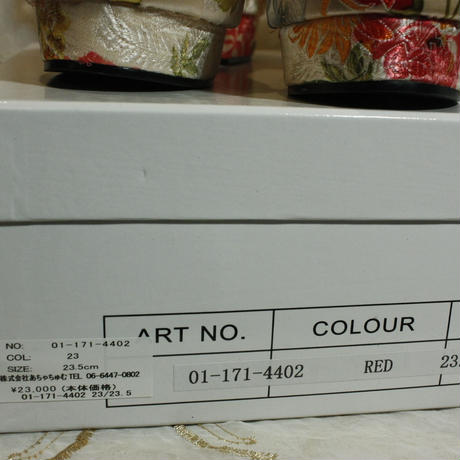 ART NO. COLOUR
01-171-4402 RED 23.
NO: 01-171-4402
COL: 23
SIZE: 23.5cm
株式会社あちゃちゅむ TEL 06-6447-0802
¥23,000 (本体価格)
01-171-4402 23/23.5